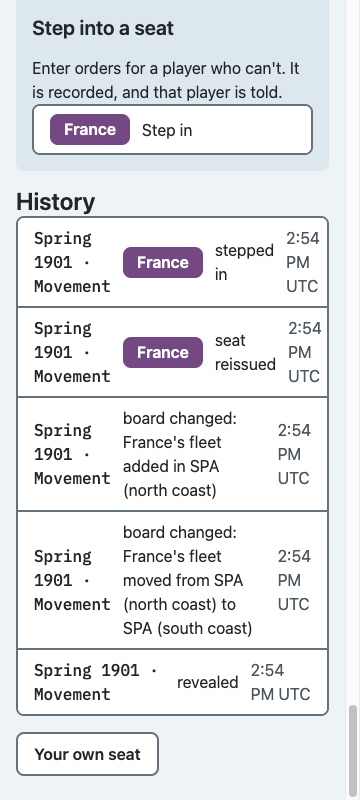 Step into a seat
Enter orders for a player who can't. It
is recorded, and that player is told.
France Step in
History
Spring
1901 ·
Movement
France
stepped
in
2:54
PM
UTC
Spring
1901 ·
Movement
France
seat
reissued
2:54
PM
UTC
Spring
1901 ·
Movement
board changed:
France's fleet
added in SPA
(north coast)
2:54
PM
UTC
Spring
1901 ·
Movement
board changed:
France's fleet
moved from SPA
(north coast) to
SPA (south coast)
2:54
PM
UTC
Spring 1901 ·
Movement
revealed
2:54
PM UTC
Your own seat